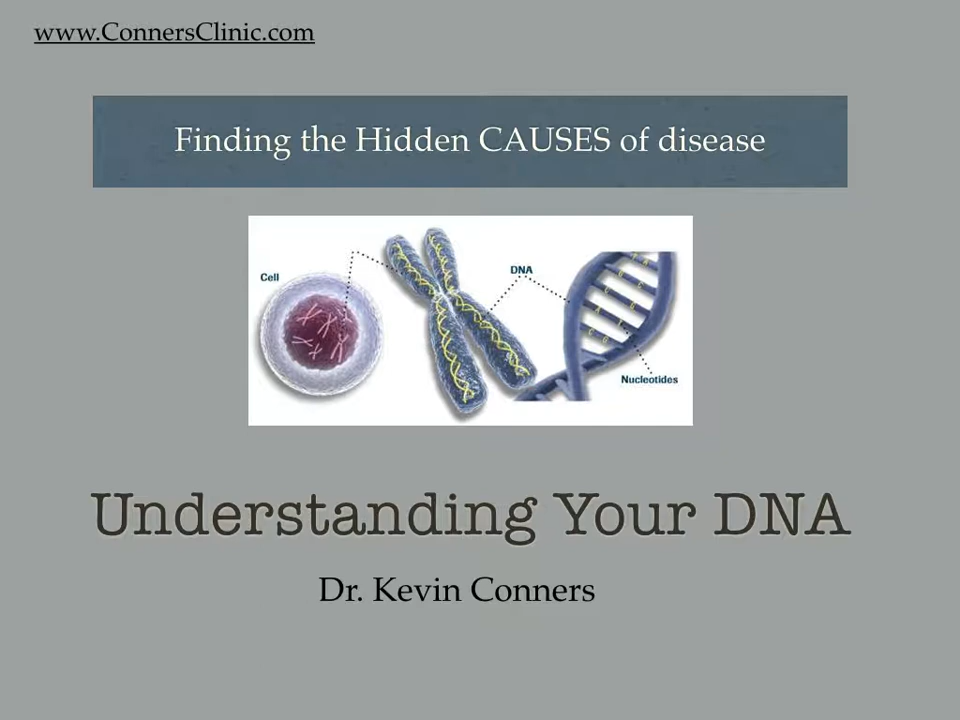 www.ConnersClinic.com
Finding the Hidden CAUSES of disease
Cell
DNA
Nucleotides
Understanding Your DNA
Dr. Kevin Conners